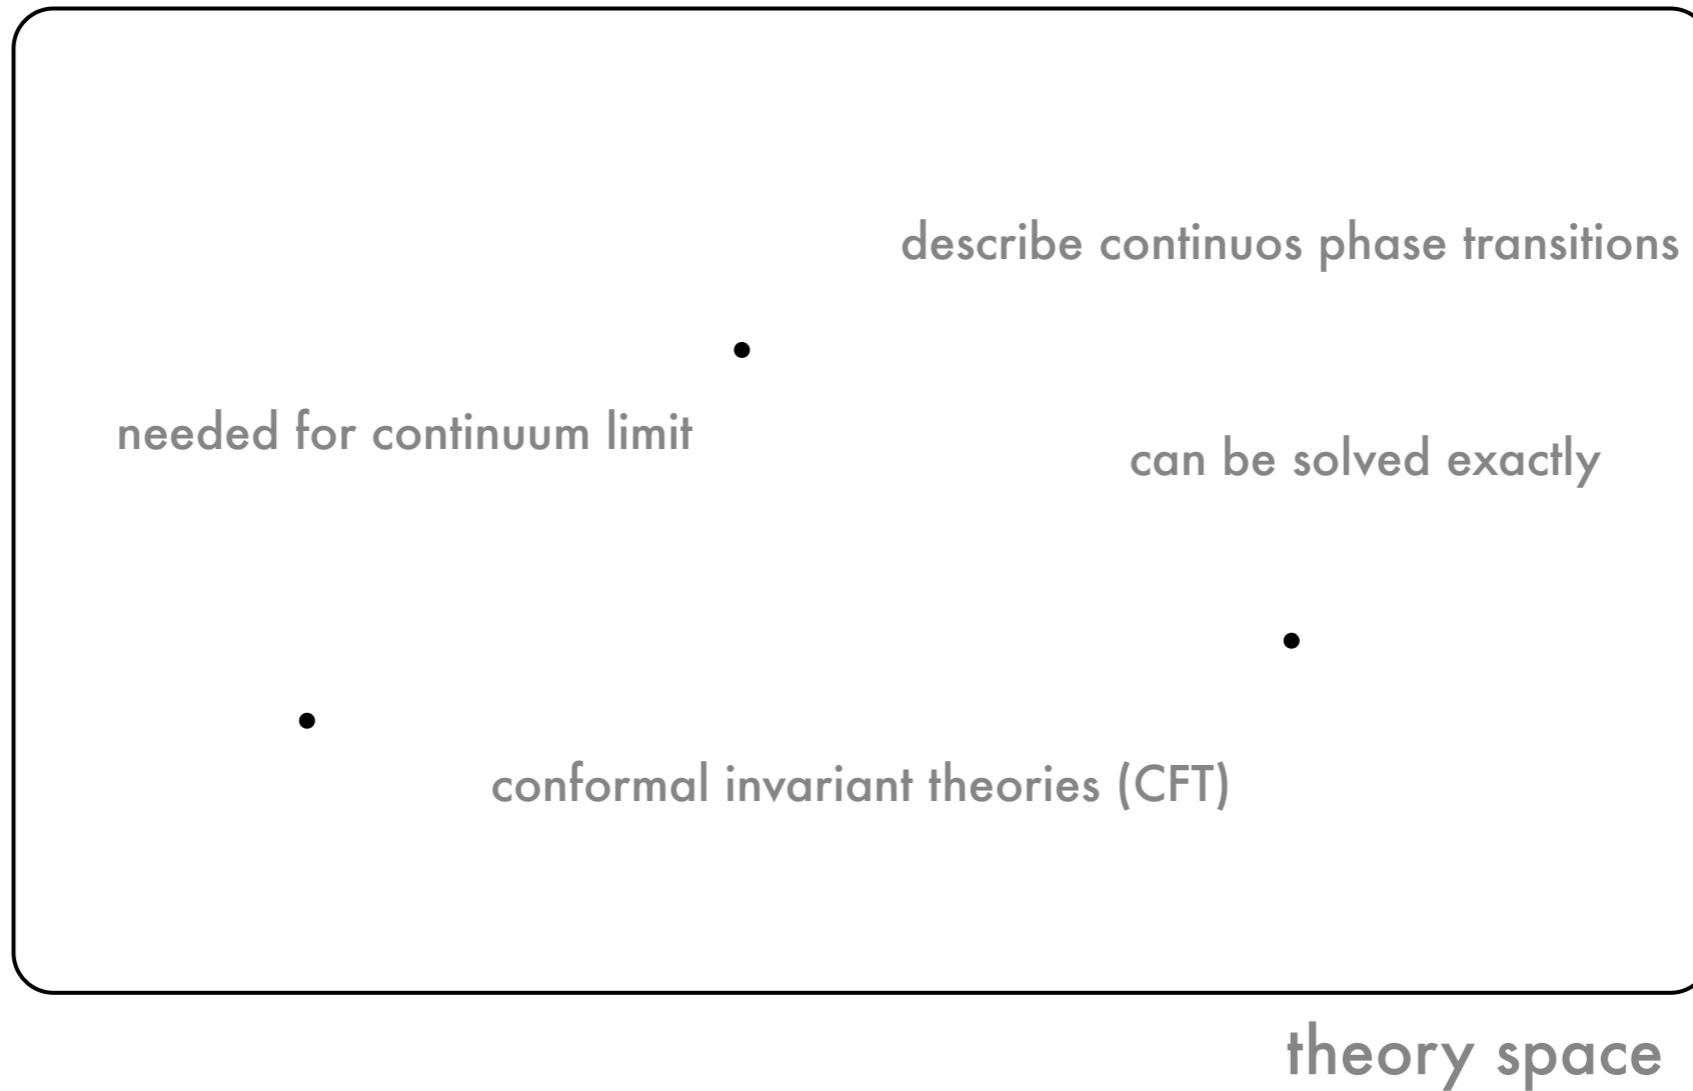 describe continuos phase transitions
needed for continuum limit
can be solved exactly
conformal invariant theories (CFT)
theory space